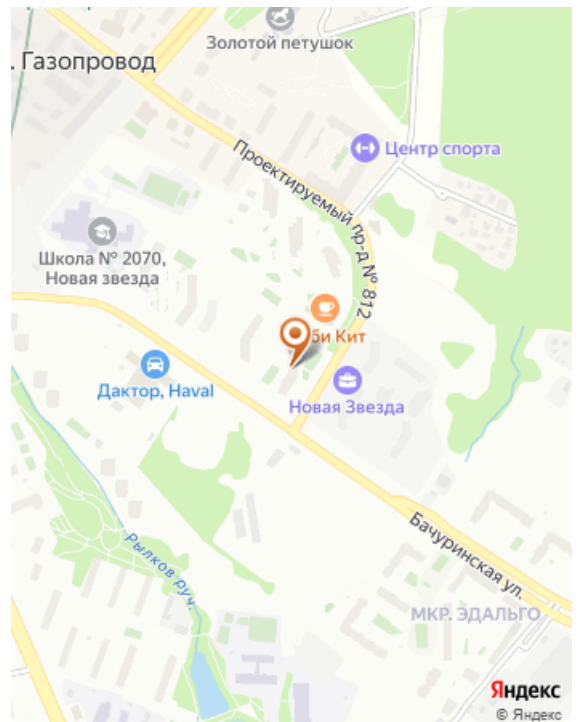 Золотой петушок
. Газопровод
Центр спорта
Проектируемый пр-д № 812
Школа № 2070,
Новая звезда
би Кит
Дактор, Haval
Новая Звезда
Бачуринская ул.
Рылков руч.
МКР. ЭДАЛЬГО
Яндекс
© Яндекс